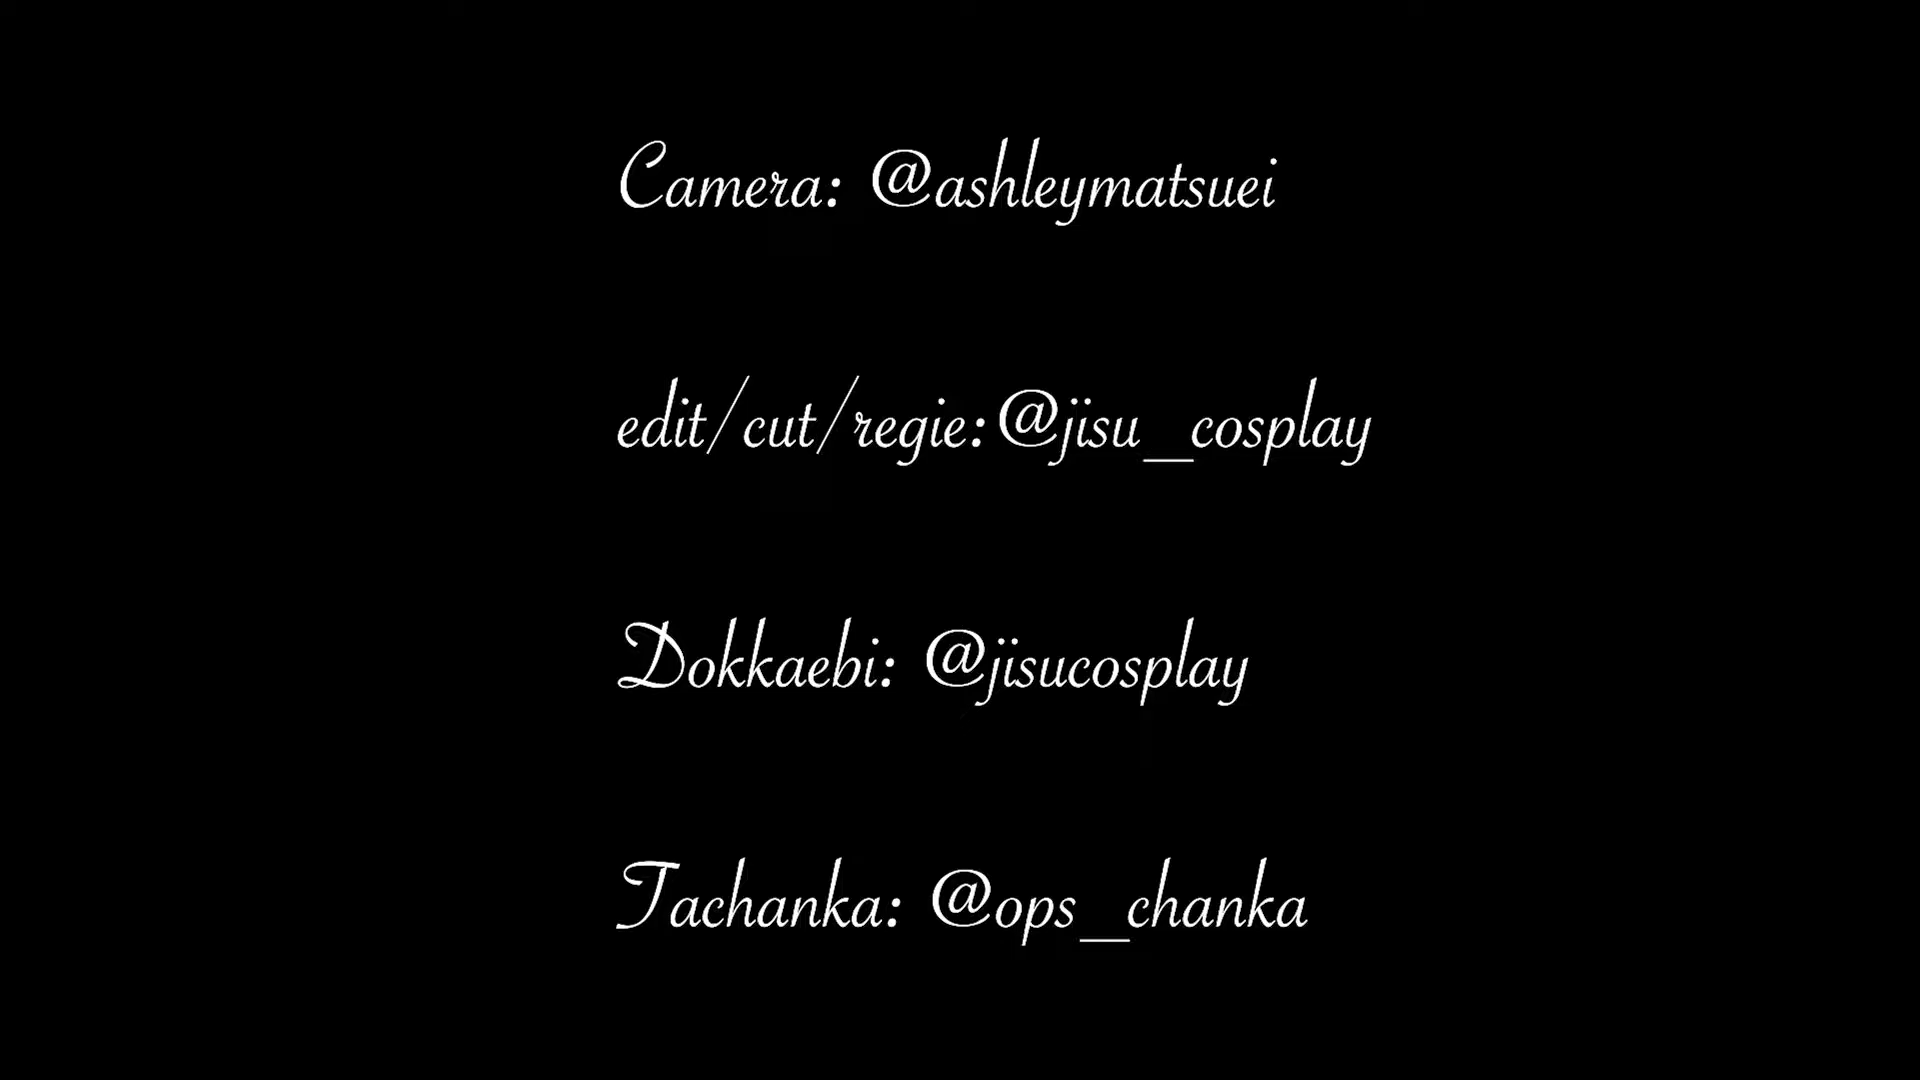 Camera: @ashleymatsuei
edit/cut/regie:@jisu_cosplay
Dokkaebi: @jisucosplay
Tachanka: @ops_chanka